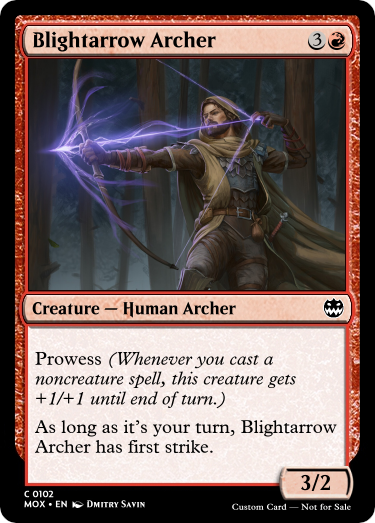 Blightarrow Archer 3
Creature — Human Archer
Prowess (Whenever you cast a
noncreature spell, this creature gets
+1/+1 until end of turn.)
As long as it's your turn, Blightarrow
Archer has first strike.
3/2
C 0102
MOX • EN Dmitry Savin
Custom Card — Not for Sale